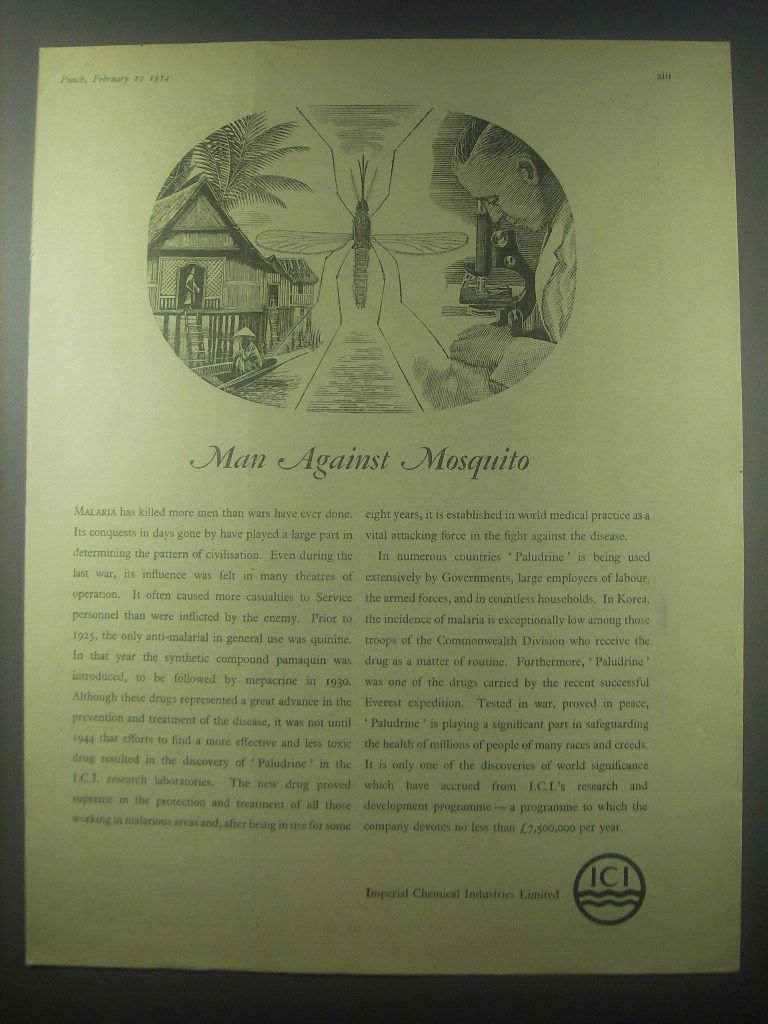 Punch, February 10 1954
xiii
Man Against Mosquito
MALARIA has killed more men than wars have ever done.
Its conquests in days gone by have played a large part in
determining the pattern of civilisation. Even during the
last war, its influence was felt in many theatres of
operation. It often caused more casualties to Service
personnel than were inflicted by the enemy. Prior to
1925, the only anti-malarial in general use was quinine.
In that year the synthetic compound pamaquin was
introduced, to be followed by mepacrine in 1930.
Although these drugs represented a great advance in the
prevention and treatment of the disease, it was not until
1944 that efforts to find a more effective and less toxic
drug resulted in the discovery of ‘Paludrine’ in the
I.C.I. research laboratories. The new drug proved
supreme in the protection and treatment of all those
working in malarious areas and, after being in use for some
eight years, it is established in world medical practice as a
vital attacking force in the fight against the disease.
In numerous countries ‘Paludrine’ is being used
extensively by Governments, large employers of labour,
the armed forces, and in countless households. In Korea,
the incidence of malaria is exceptionally low among those
troops of the Commonwealth Division who receive the
drug as a matter of routine. Furthermore, ‘Paludrine’
was one of the drugs carried by the recent successful
Everest expedition. Tested in war, proved in peace,
‘Paludrine’ is playing a significant part in safeguarding
the health of millions of people of many races and creeds.
It is only one of the discoveries of world significance
which have accrued from I.C.I.'s research and
development programme — a programme to which the
company devotes no less than £7,500,000 per year.
Imperial Chemical Industries Limited
ICI